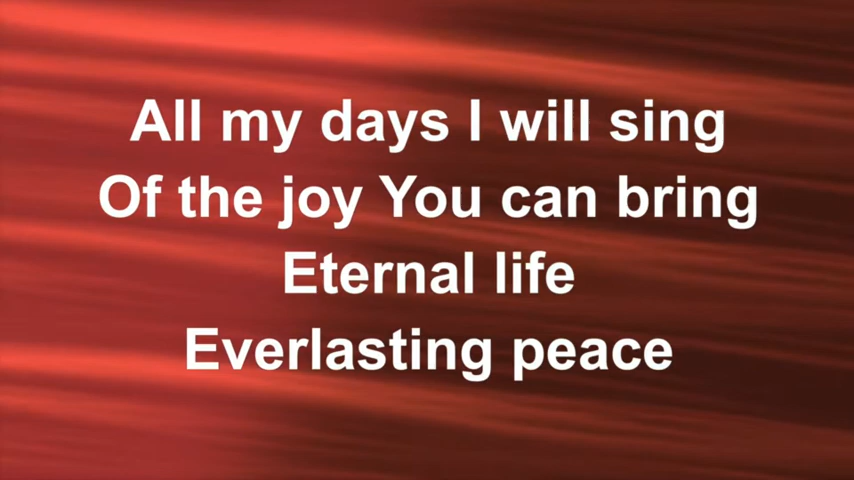 All my days I will sing
Of the joy You can bring
Eternal life
Everlasting peace